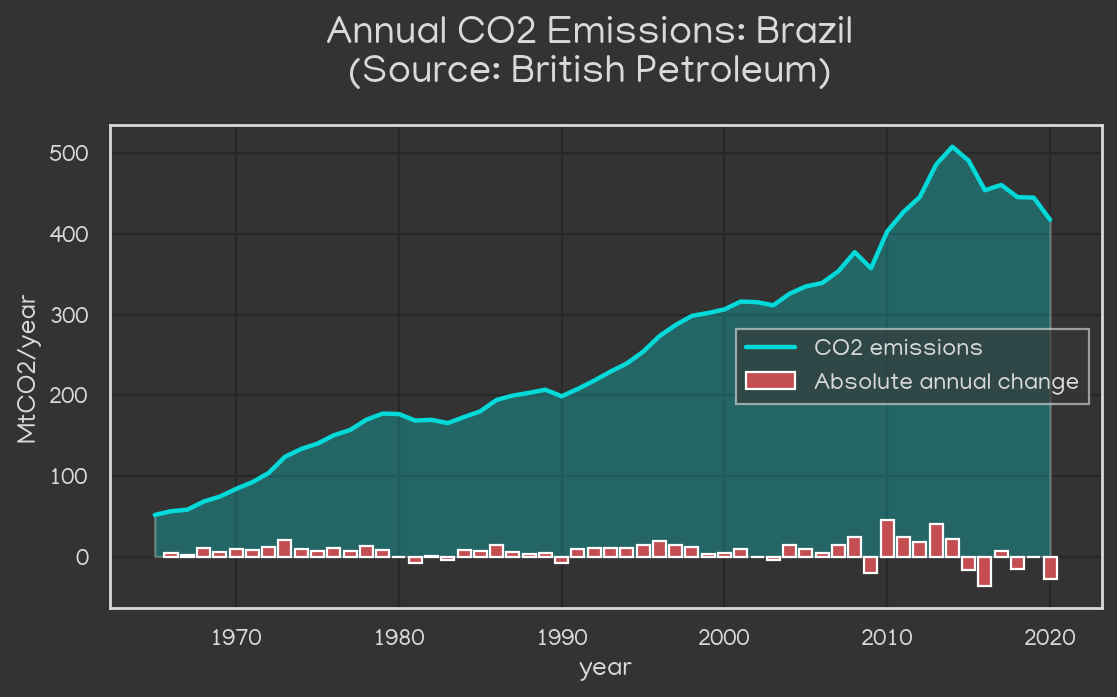 Annual CO2 Emissions: Brazil
(Source: British Petroleum)
MtCO2/year
500
400
300
200
100
0
CO2 emissions
Absolute annual change
1970 1980 1990 2000 2010 2020
year